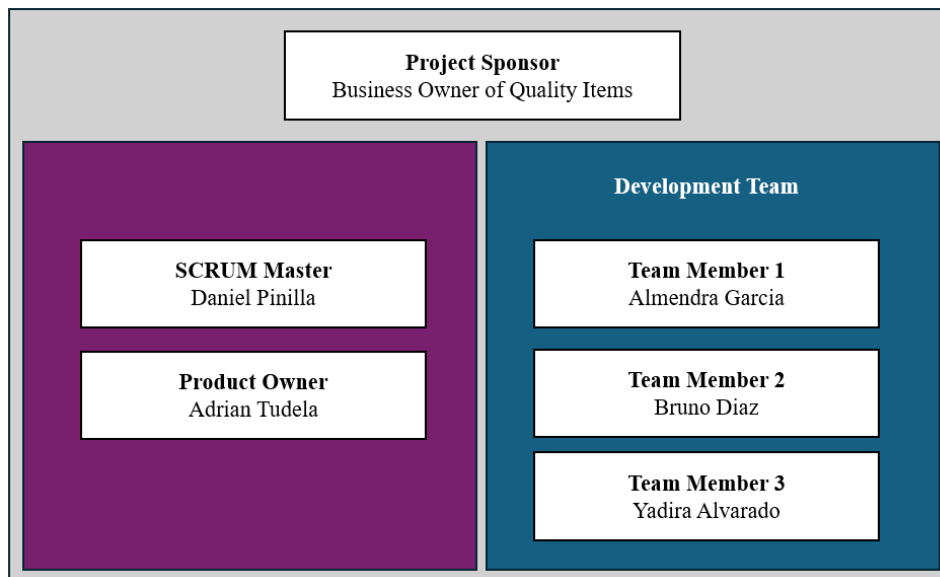 Project Sponsor
Business Owner of Quality Items
SCRUM Master
Daniel Pinilla
Product Owner
Adrian Tudela
Development Team
Team Member 1
Almendra Garcia
Team Member 2
Bruno Diaz
Team Member 3
Yadira Alvarado